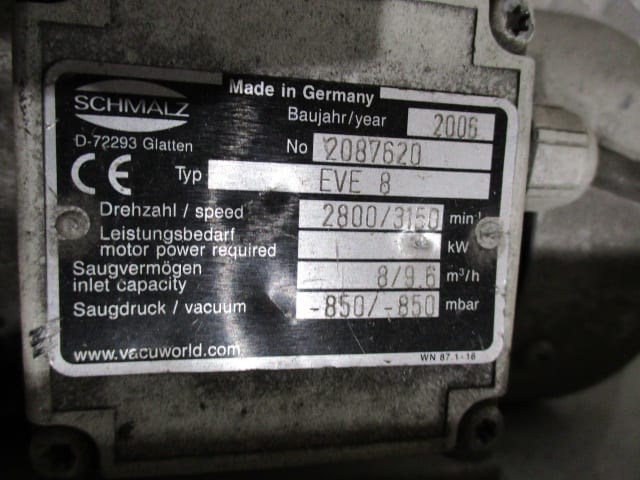 Made in Germany
SCHMALZ
Baujahr/year 2006
D-72293 Glatten
No 2087620
CE Typ EVE 8
Drehzahl / speed 2800/3150 min-¹
Leistungsbedarf
motor power required kW
Saugvermögen
inlet capacity 8/9.6 m³/h
Saugdruck / vacuum -850/-850 mbar
www.vacuworld.com
WN 87.1-16